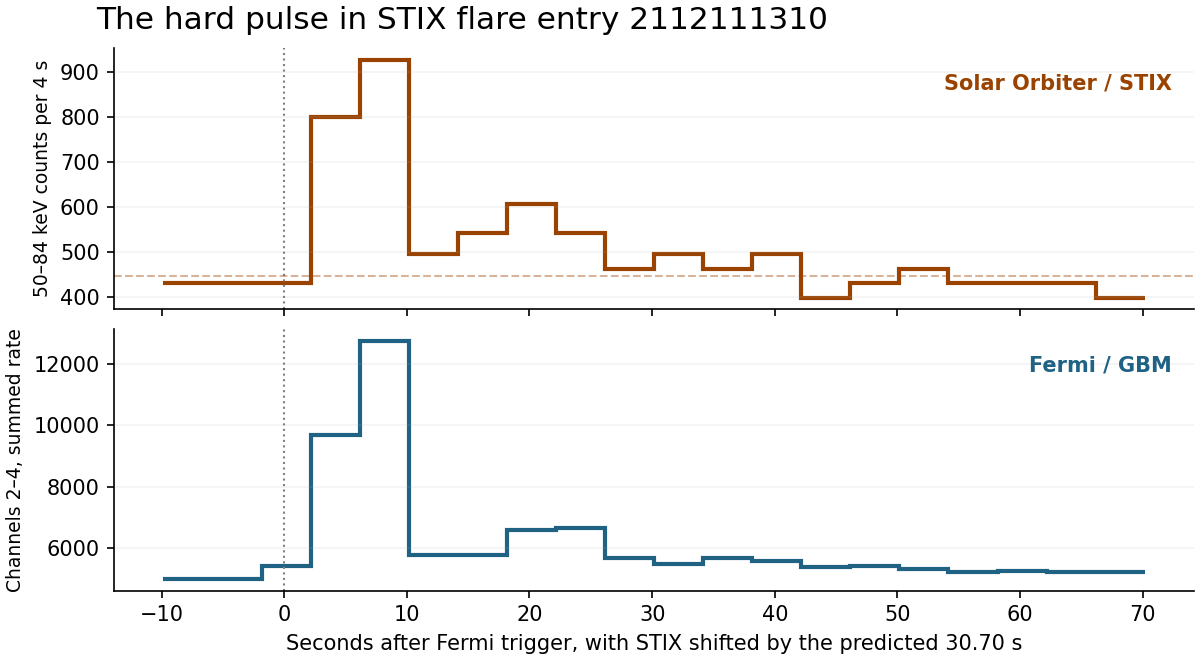 The hard pulse in STIX flare entry 2112111310
50–84 keV counts per 4 s
900
800
700
600
500
400
Solar Orbiter / STIX
Channels 2–4, summed rate
12000
10000
8000
6000
Fermi / GBM
−10 0 10 20 30 40 50 60 70
Seconds after Fermi trigger, with STIX shifted by the predicted 30.70 s